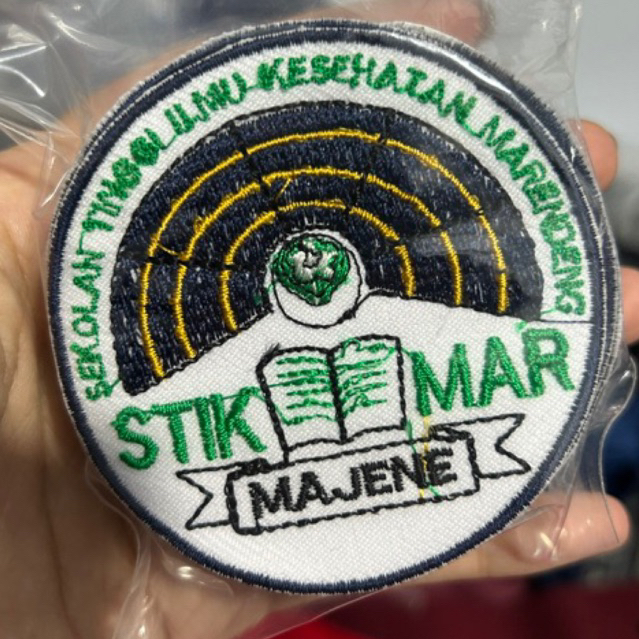 SEKOLAH TINGGI ILMU KESEHATAN MARENDENG
STIK MAR
MAJENE